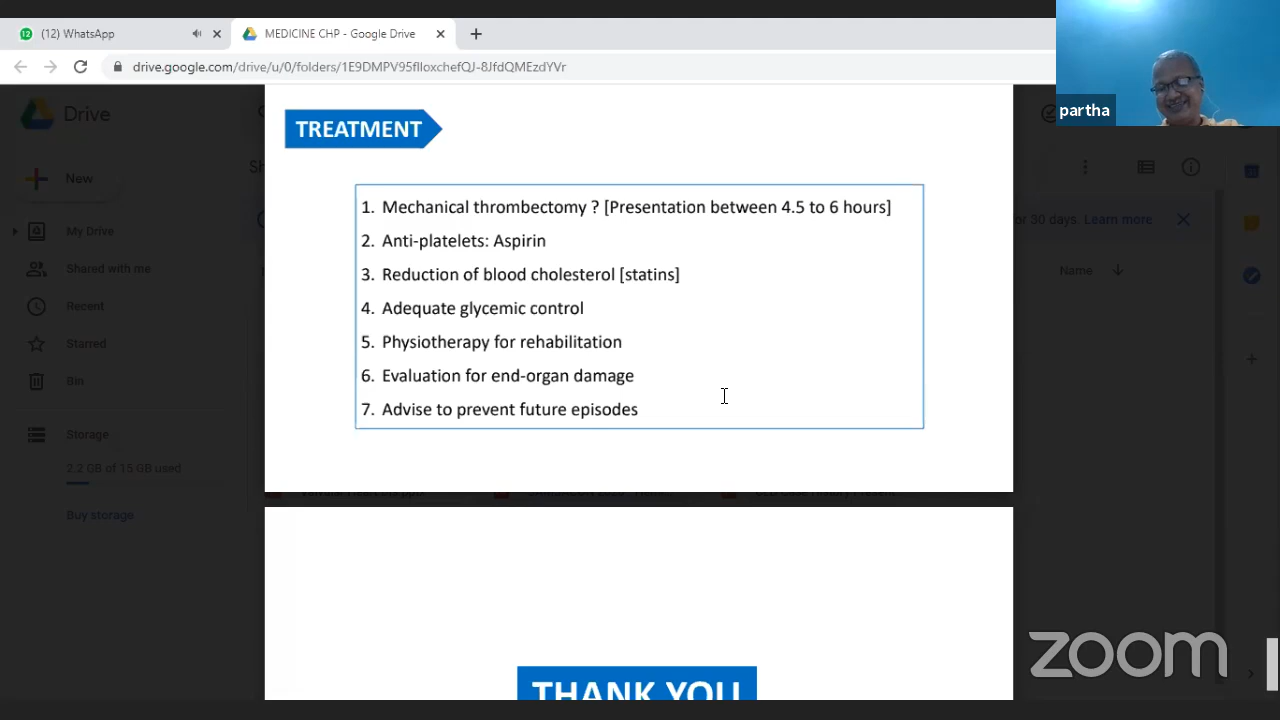 (12) WhatsApp
MEDICINE CHP - Google Drive
drive.google.com/drive/u/0/folders/1E9DMPV95flloxchefQJ-8JfdQMEzdYVr
partha
Drive
New
My Drive
Shared with me
Recent
Starred
Bin
Storage
2.2 GB of 15 GB used
Buy storage
or 30 days. Learn more
Name
TREATMENT
1. Mechanical thrombectomy ? [Presentation between 4.5 to 6 hours]
2. Anti-platelets: Aspirin
3. Reduction of blood cholesterol [statins]
4. Adequate glycemic control
5. Physiotherapy for rehabilitation
6. Evaluation for end-organ damage
7. Advise to prevent future episodes
THANK YOU
zoom